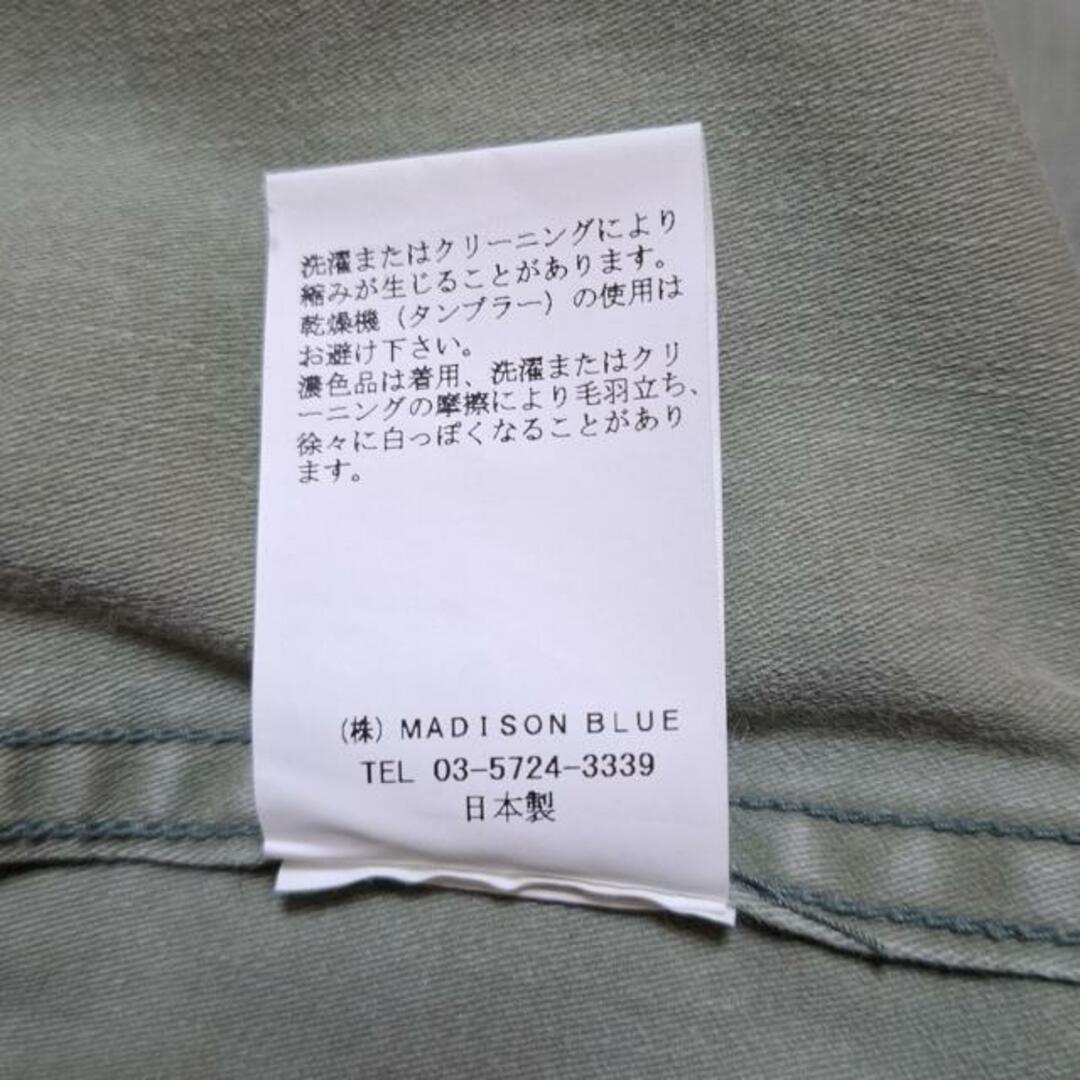 洗濯またはクリーニングにより
縮みが生じることがあります。
乾燥機（タンブラー）の使用は
お避け下さい。
濃色品は着用、洗濯またはクリ
ーニングの摩擦により毛羽立ち、
徐々に白っぽくなることがあり
ます。
(株) MADISON BLUE
TEL 03-5724-3339
日本製